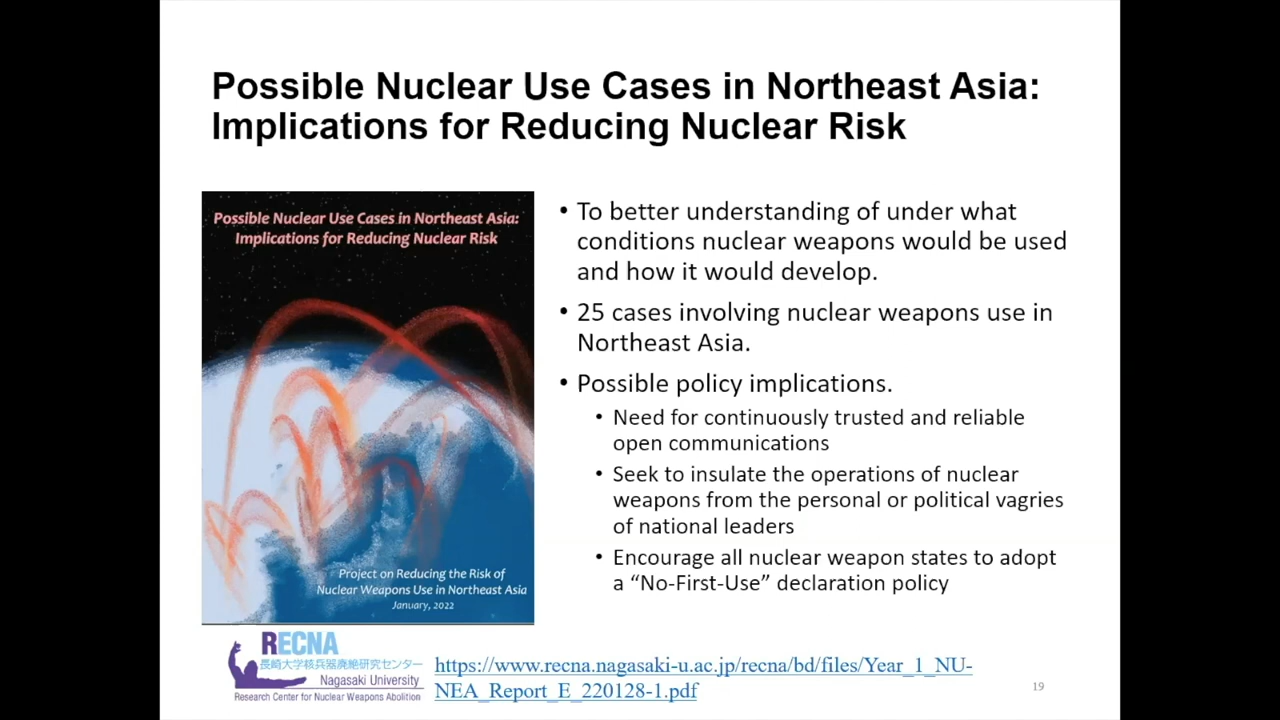 Possible Nuclear Use Cases in Northeast Asia:
Implications for Reducing Nuclear Risk
Possible Nuclear Use Cases in Northeast Asia:
Implications for Reducing Nuclear Risk
Project on Reducing the Risk of
Nuclear Weapons Use in Northeast Asia
January, 2022
• To better understanding of under what
conditions nuclear weapons would be used
and how it would develop.
• 25 cases involving nuclear weapons use in
Northeast Asia.
• Possible policy implications.
• Need for continuously trusted and reliable
open communications
• Seek to insulate the operations of nuclear
weapons from the personal or political vagries
of national leaders
• Encourage all nuclear weapon states to adopt
a “No-First-Use” declaration policy
RECNA
長崎大学核兵器廃絶研究センター
Nagasaki University
Research Center for Nuclear Weapons Abolition
https://www.recna.nagasaki-u.ac.jp/recna/bd/files/Year_1_NU-
NEA_Report_E_220128-1.pdf
19